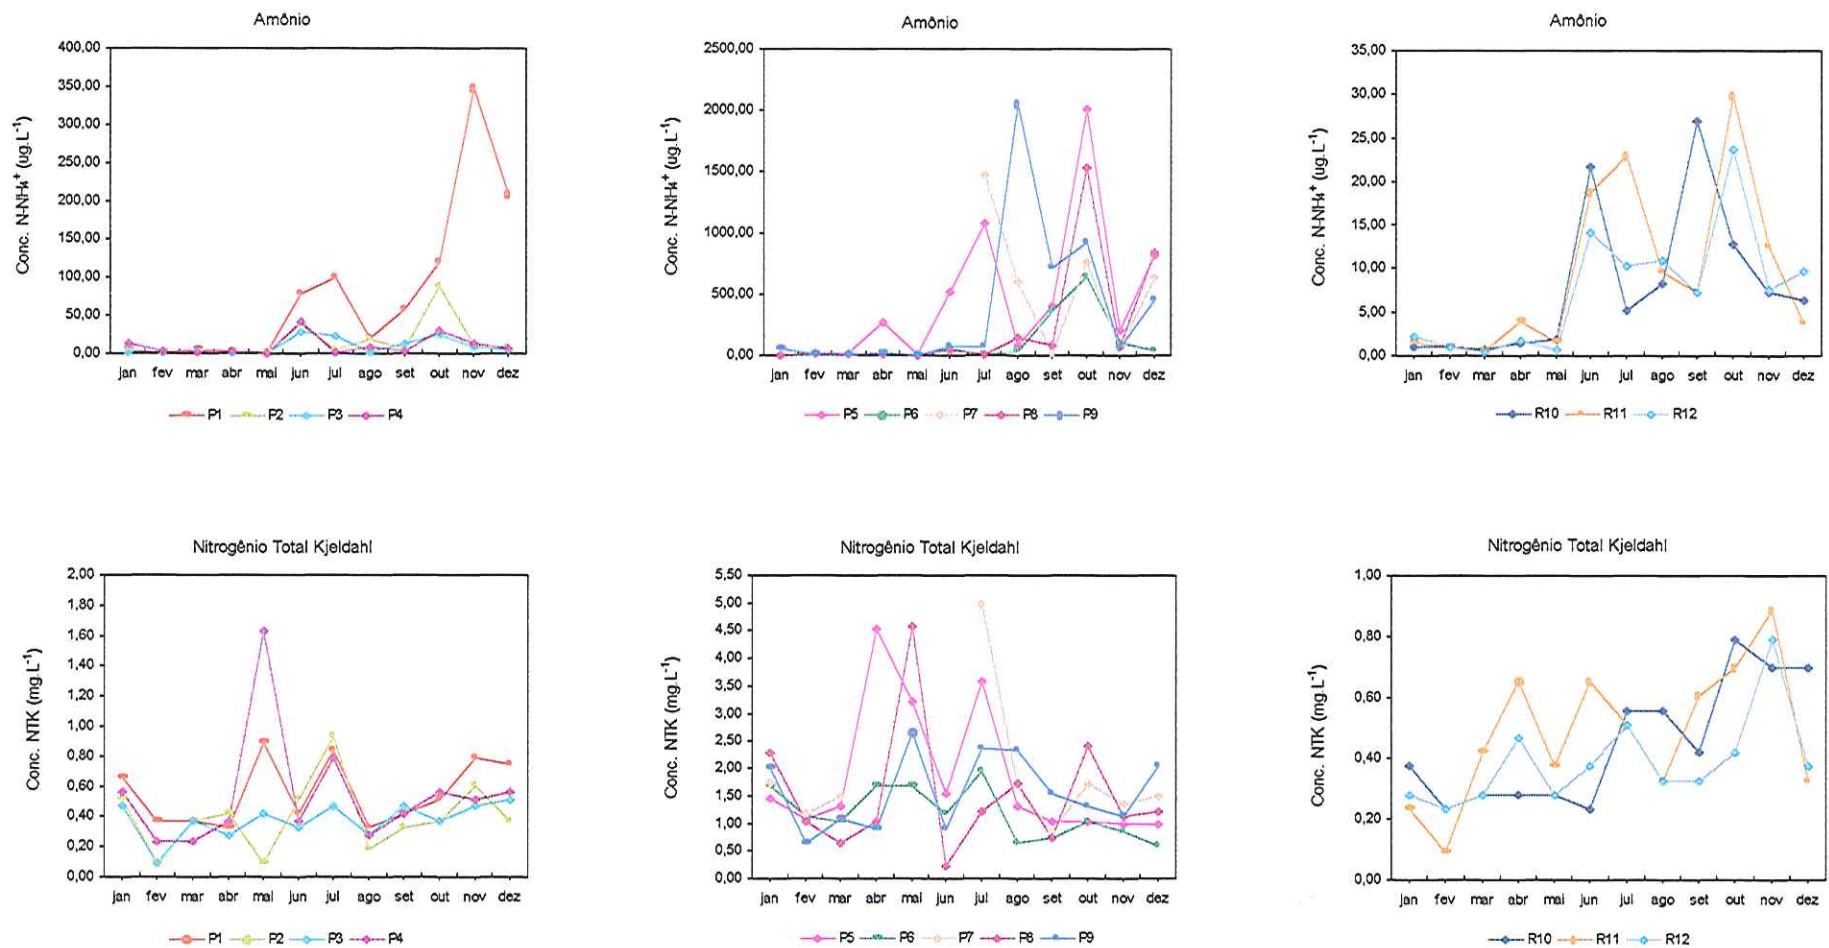 Amônio
400,00
350,00
300,00
250,00
200,00
150,00
100,00
50,00
0,00
Conc. N-NH₄⁺ (ug.L⁻¹)
jan fev mar abr mai jun jul ago set out nov dez
P1 P2 P3 P4
Amônio
2500,00
2000,00
1500,00
1000,00
500,00
0,00
Conc. N-NH₄⁺ (ug.L⁻¹)
jan fev mar abr mai jun jul ago set out nov dez
P5 P6 P7 P8 P9
Amônio
35,00
30,00
25,00
20,00
15,00
10,00
5,00
0,00
Conc. N-NH₄⁺ (ug.L⁻¹)
jan fev mar abr mai jun jul ago set out nov dez
R10 R11 R12
Nitrogênio Total Kjeldahl
2,00
1,80
1,60
1,40
1,20
1,00
0,80
0,60
0,40
0,20
0,00
Conc. NTK (mg.L⁻¹)
jan fev mar abr mai jun jul ago set out nov dez
P1 P2 P3 P4
Nitrogênio Total Kjeldahl
5,50
5,00
4,50
4,00
3,50
3,00
2,50
2,00
1,50
1,00
0,50
0,00
Conc. NTK (mg.L⁻¹)
jan fev mar abr mai jun jul ago set out nov dez
P5 P6 P7 P8 P9
Nitrogênio Total Kjeldahl
1,00
0,80
0,60
0,40
0,20
0,00
Conc. NTK (mg.L⁻¹)
jan fev mar abr mai jun jul ago set out nov dez
R10 R11 R12